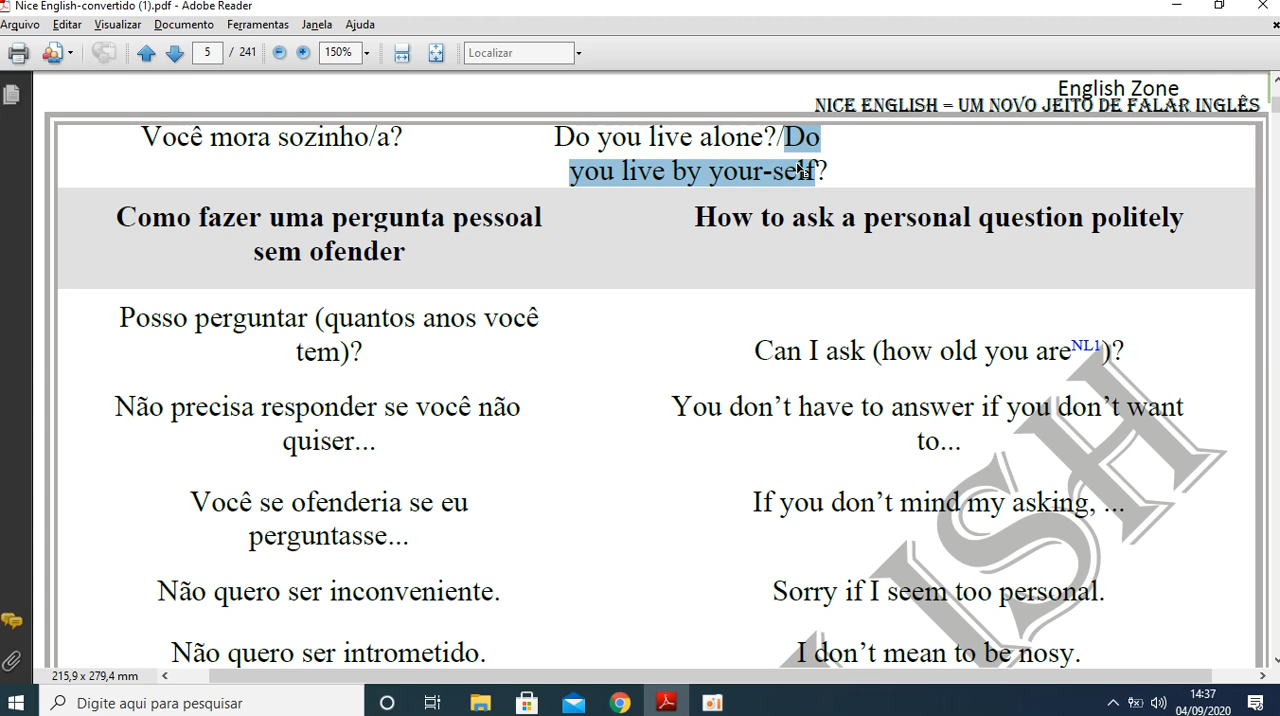 Nice English-convertido (1).pdf - Adobe Reader
Arquivo Editar Visualizar Documento Ferramentas Janela Ajuda
5 / 241 150% Localizar
English Zone
NICE ENGLISH = UM NOVO JEITO DE FALAR INGLÊS
Você mora sozinho/a? Do you live alone?/Do
you live by your-self?
Como fazer uma pergunta pessoal How to ask a personal question politely
sem ofender
Posso perguntar (quantos anos você
tem)?
Can I ask (how old you areNL1)?
Não precisa responder se você não You don’t have to answer if you don’t want
quiser... to...
Você se ofenderia se eu If you don’t mind my asking, ...
perguntasse...
Não quero ser inconveniente. Sorry if I seem too personal.
Não quero ser intrometido. I don’t mean to be nosy.
ISH
215,9 x 279,4 mm
Digite aqui para pesquisar
14:37
04/09/2020